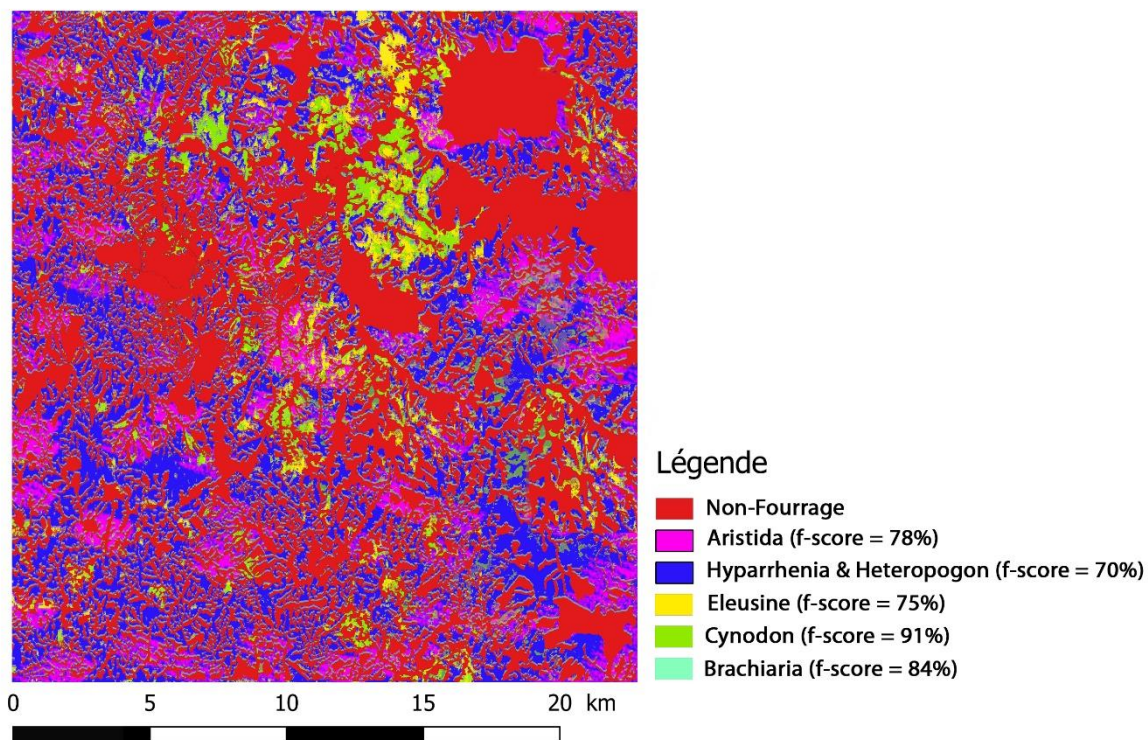 Légende
Non-Fourrage
Aristida (f-score = 78%)
Hyparrhenia & Heteropogon (f-score = 70%)
Eleusine (f-score = 75%)
Cynodon (f-score = 91%)
Brachiaria (f-score = 84%)
0 5 10 15 20 km